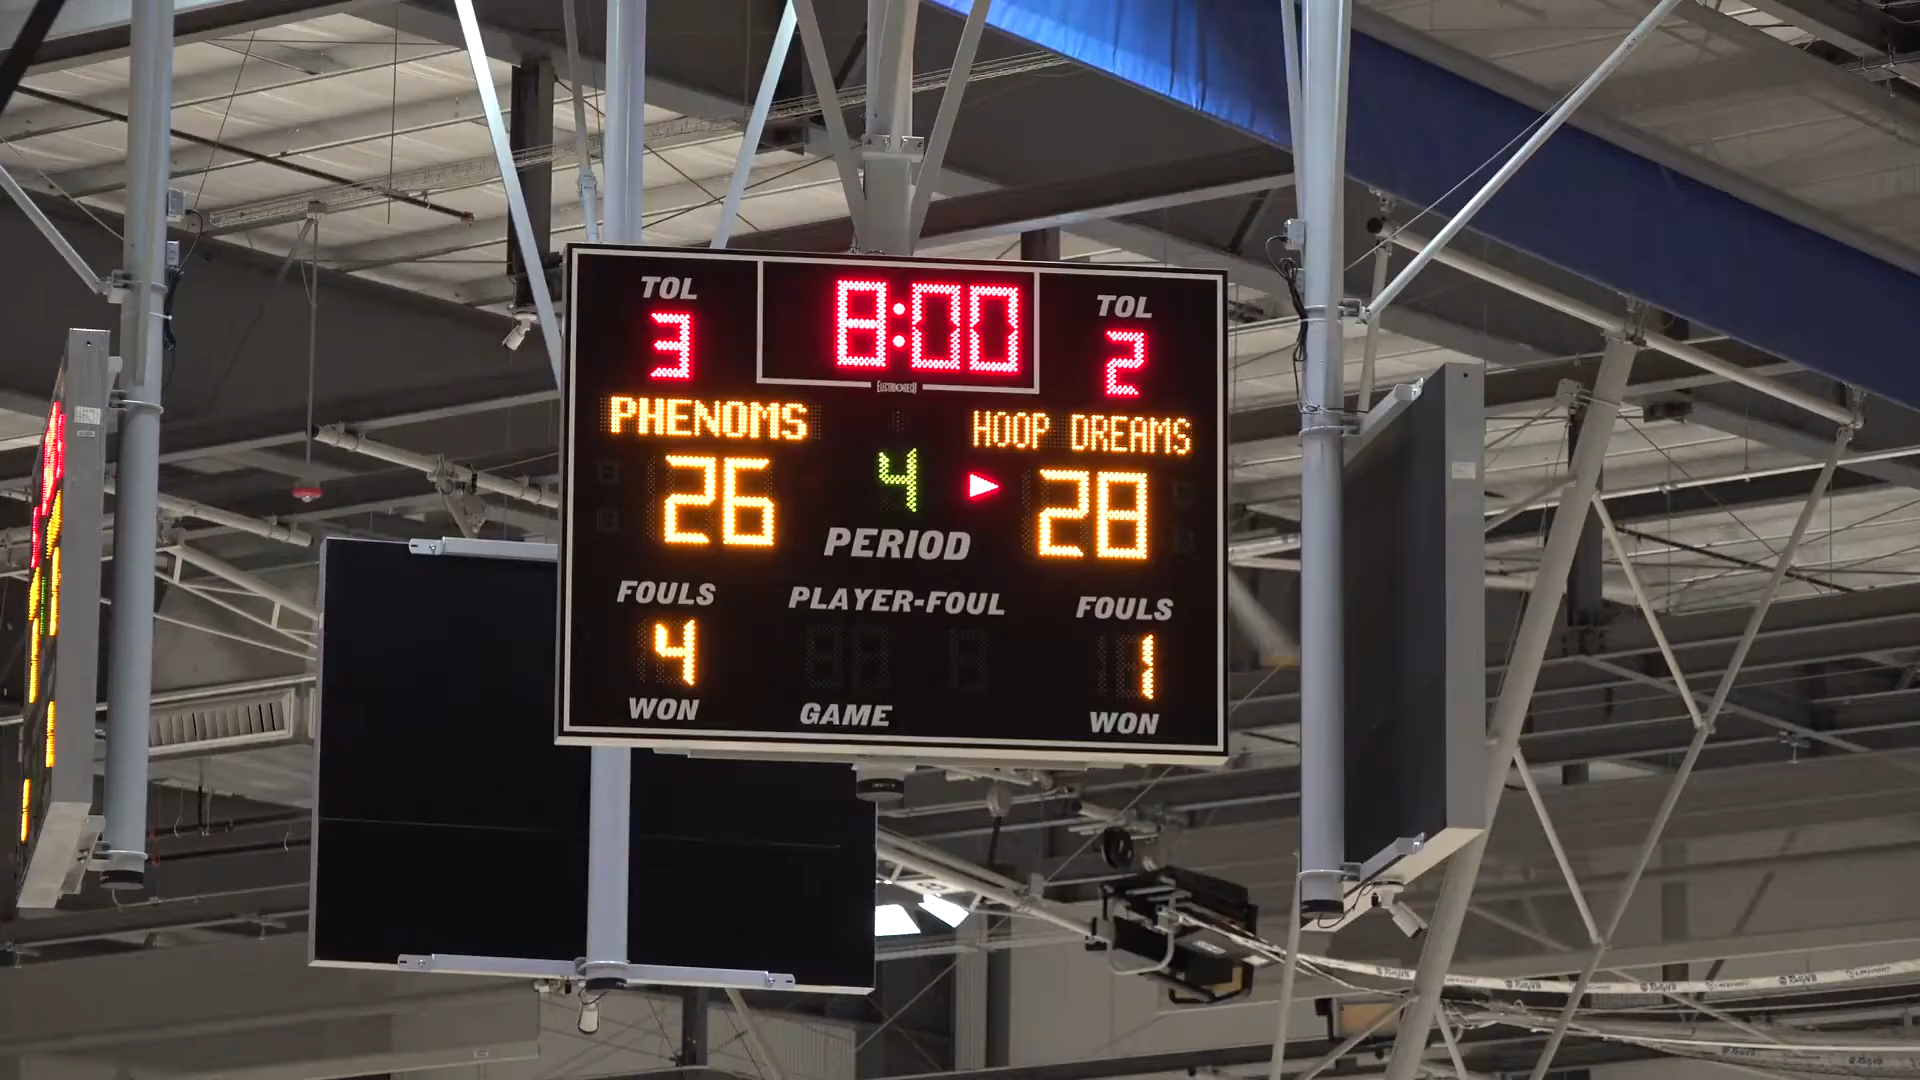 TOL
8:00
TOL
3
2
PHENOMS
HOOP DREAMS
26
4
28
PERIOD
FOULS
PLAYER-FOUL
FOULS
4
1
WON
GAME
WON